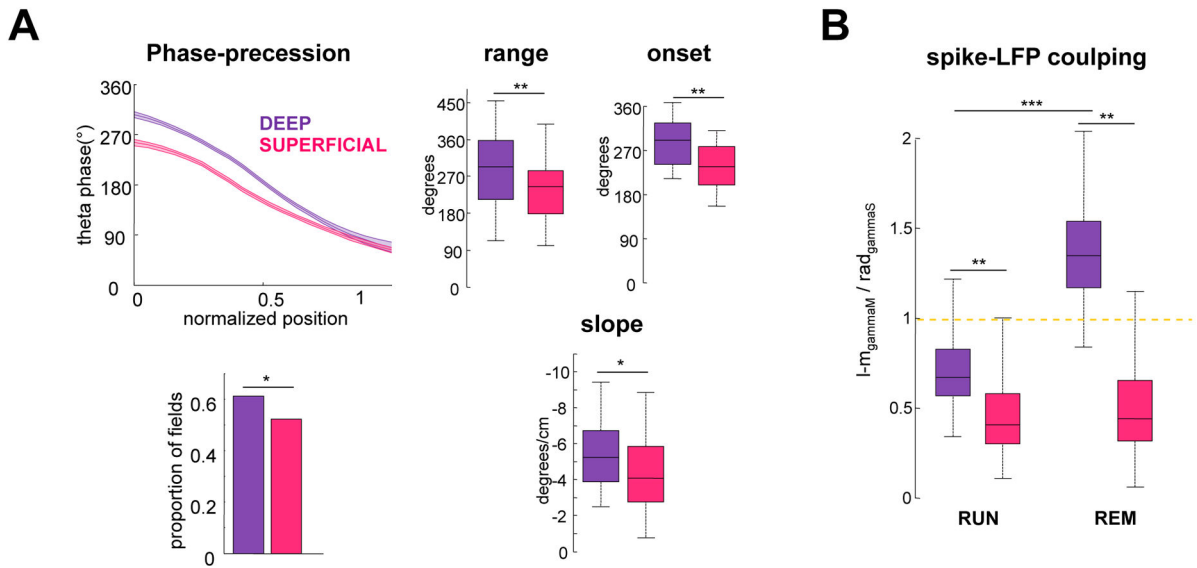 A
Phase-precession
360
270
180
90
0
theta phase(°)
DEEP
SUPERFICIAL
0
0.5
1
normalized position
range
**
450
360
270
180
90
0
degrees
onset
**
360
270
180
90
0
degrees
*
0.6
0.4
0.2
0
proportion of fields
slope
*
-10
-8
-6
-4
-2
0
degrees/cm
B
spike-LFP coulping
***
**
**
2
1.5
1
0.5
0
l-m gammaM / rad gammaS
RUN
REM